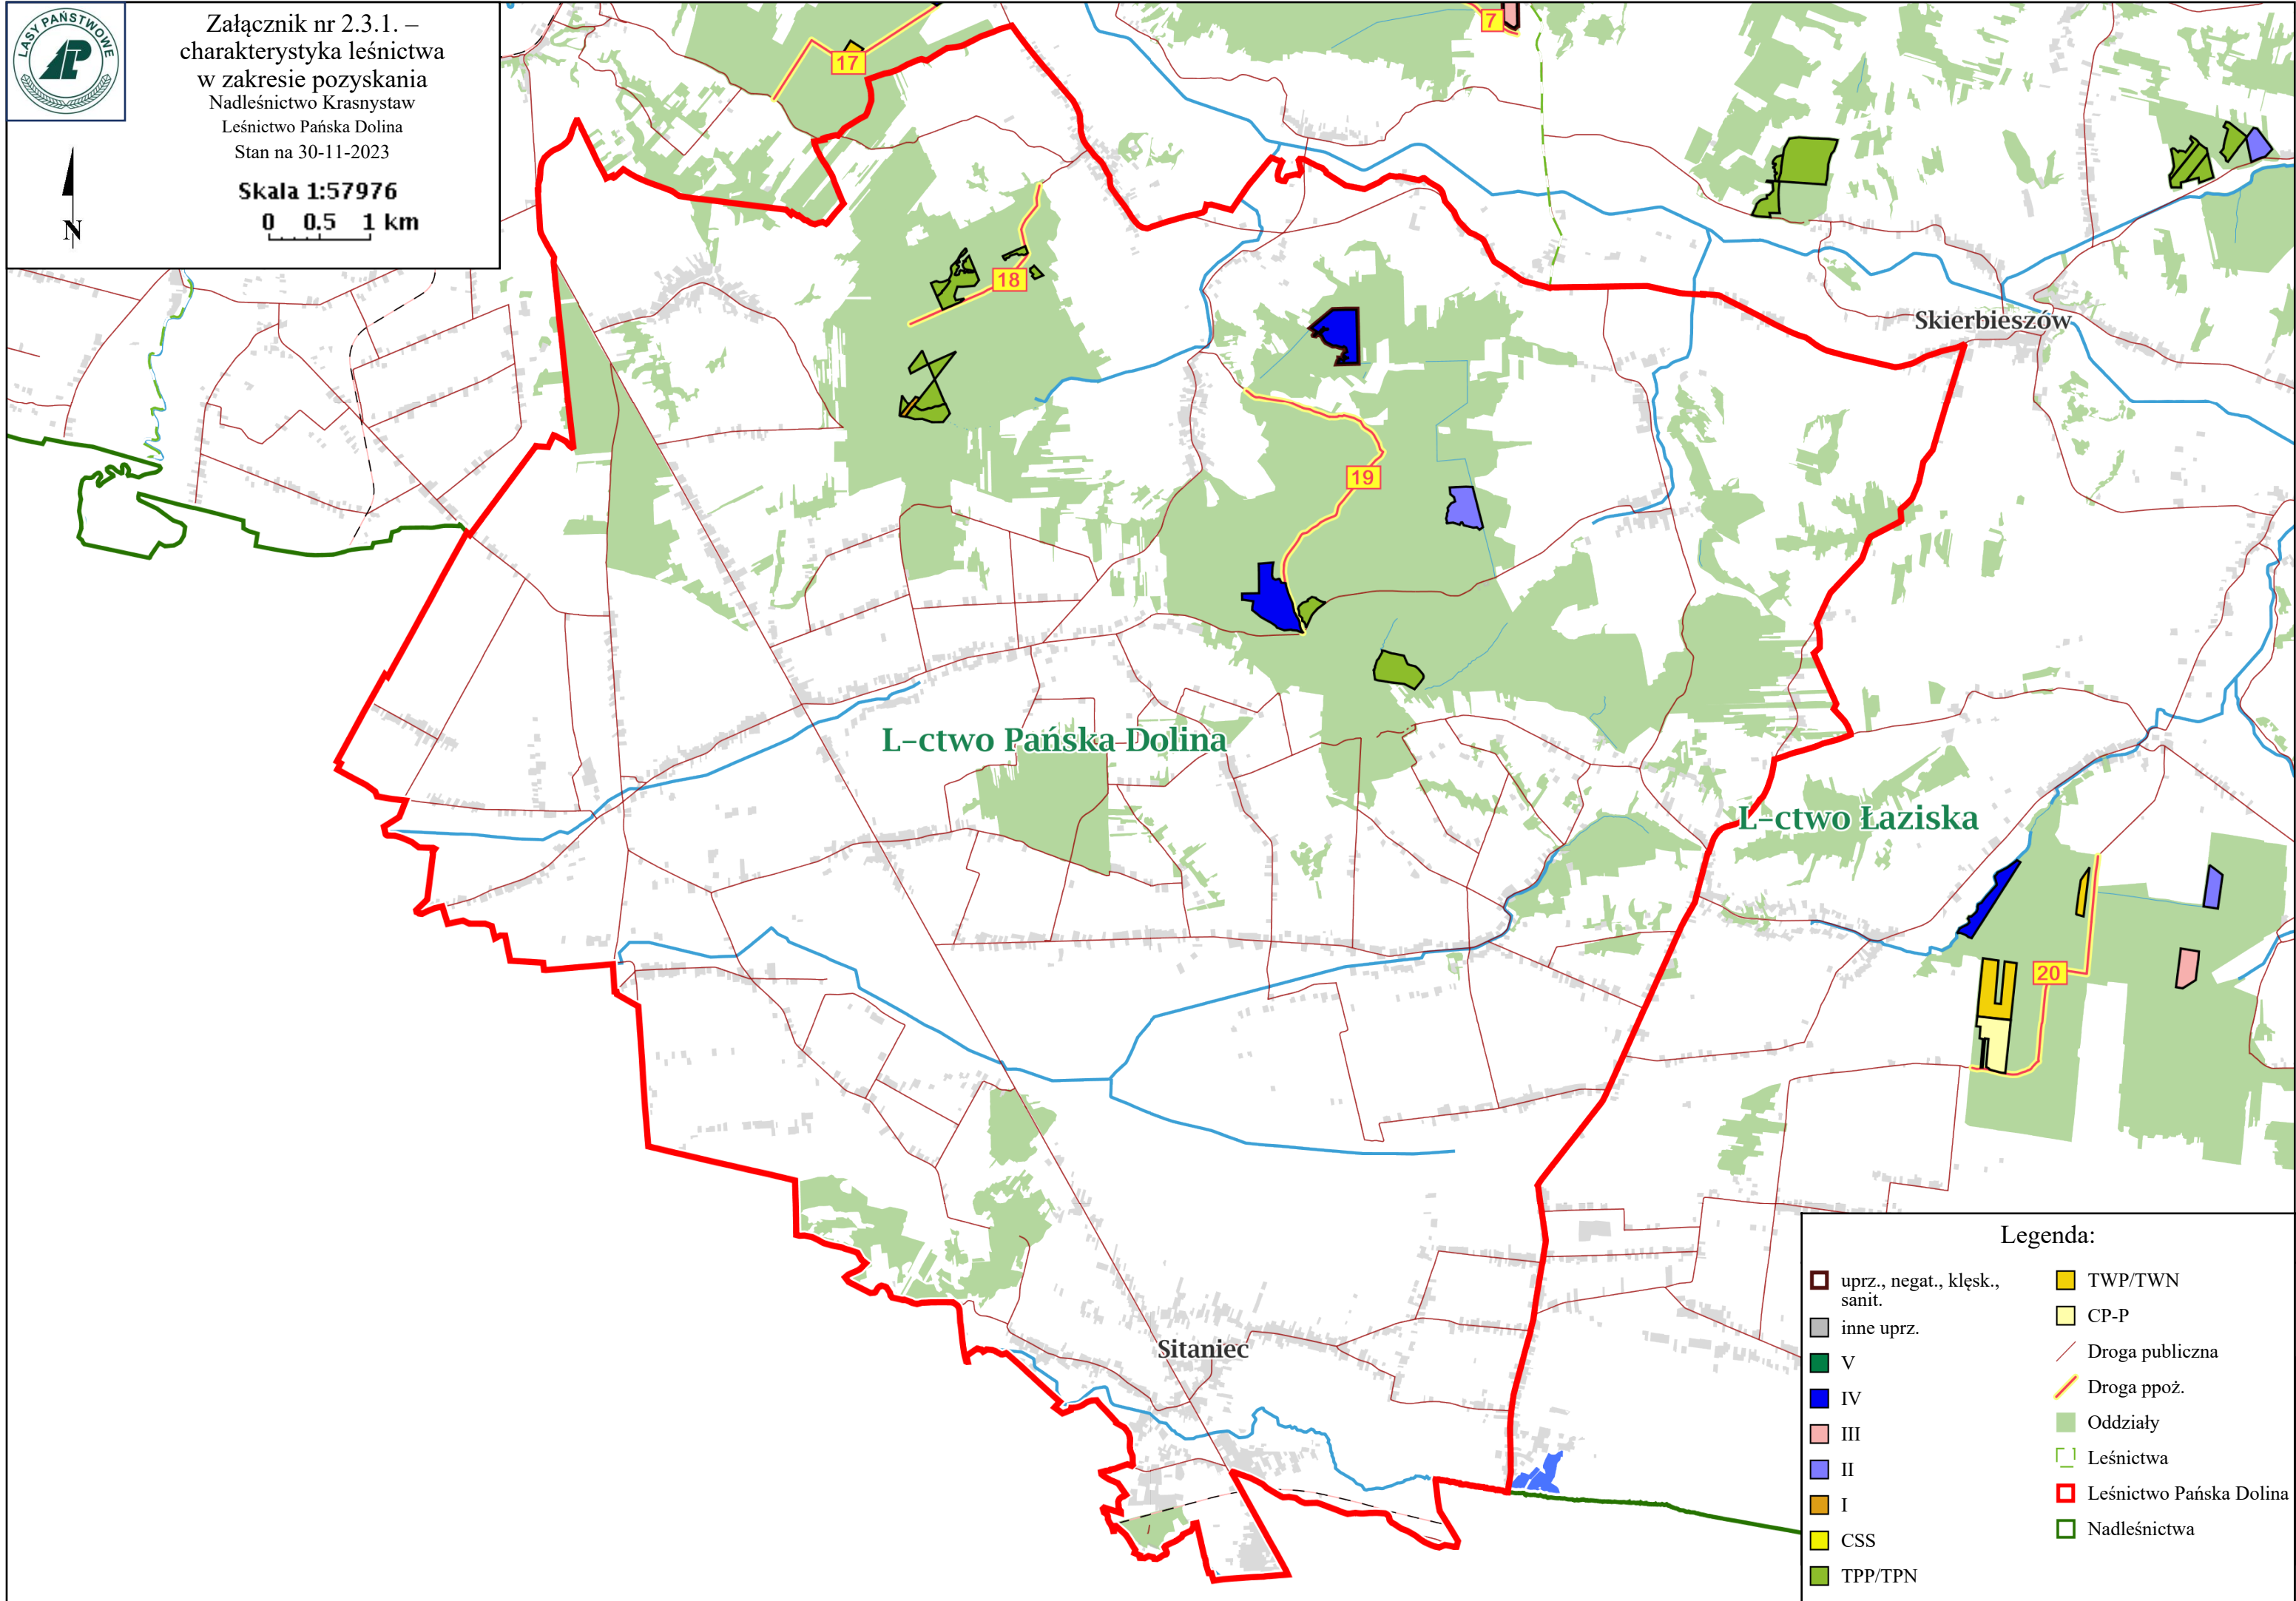 LASY PAŃSTWOWE
Załącznik nr 2.3.1. –
charakterystyka leśnictwa
w zakresie pozyskania
Nadleśnictwo Krasnystaw
Leśnictwo Pańska Dolina
Stan na 30-11-2023
Skala 1:57976
0 0.5 1 km
N
7
17
18
Skierbieszów
19
L-ctwo Pańska Dolina
L-ctwo Łaziska
20
Sitaniec
Legenda:
uprz., negat., klęsk.,
sanit.
inne uprz.
V
IV
III
II
I
CSS
TPP/TPN
TWP/TWN
CP-P
Droga publiczna
Droga ppoż.
Oddziały
Leśnictwa
Leśnictwo Pańska Dolina
Nadleśnictwa